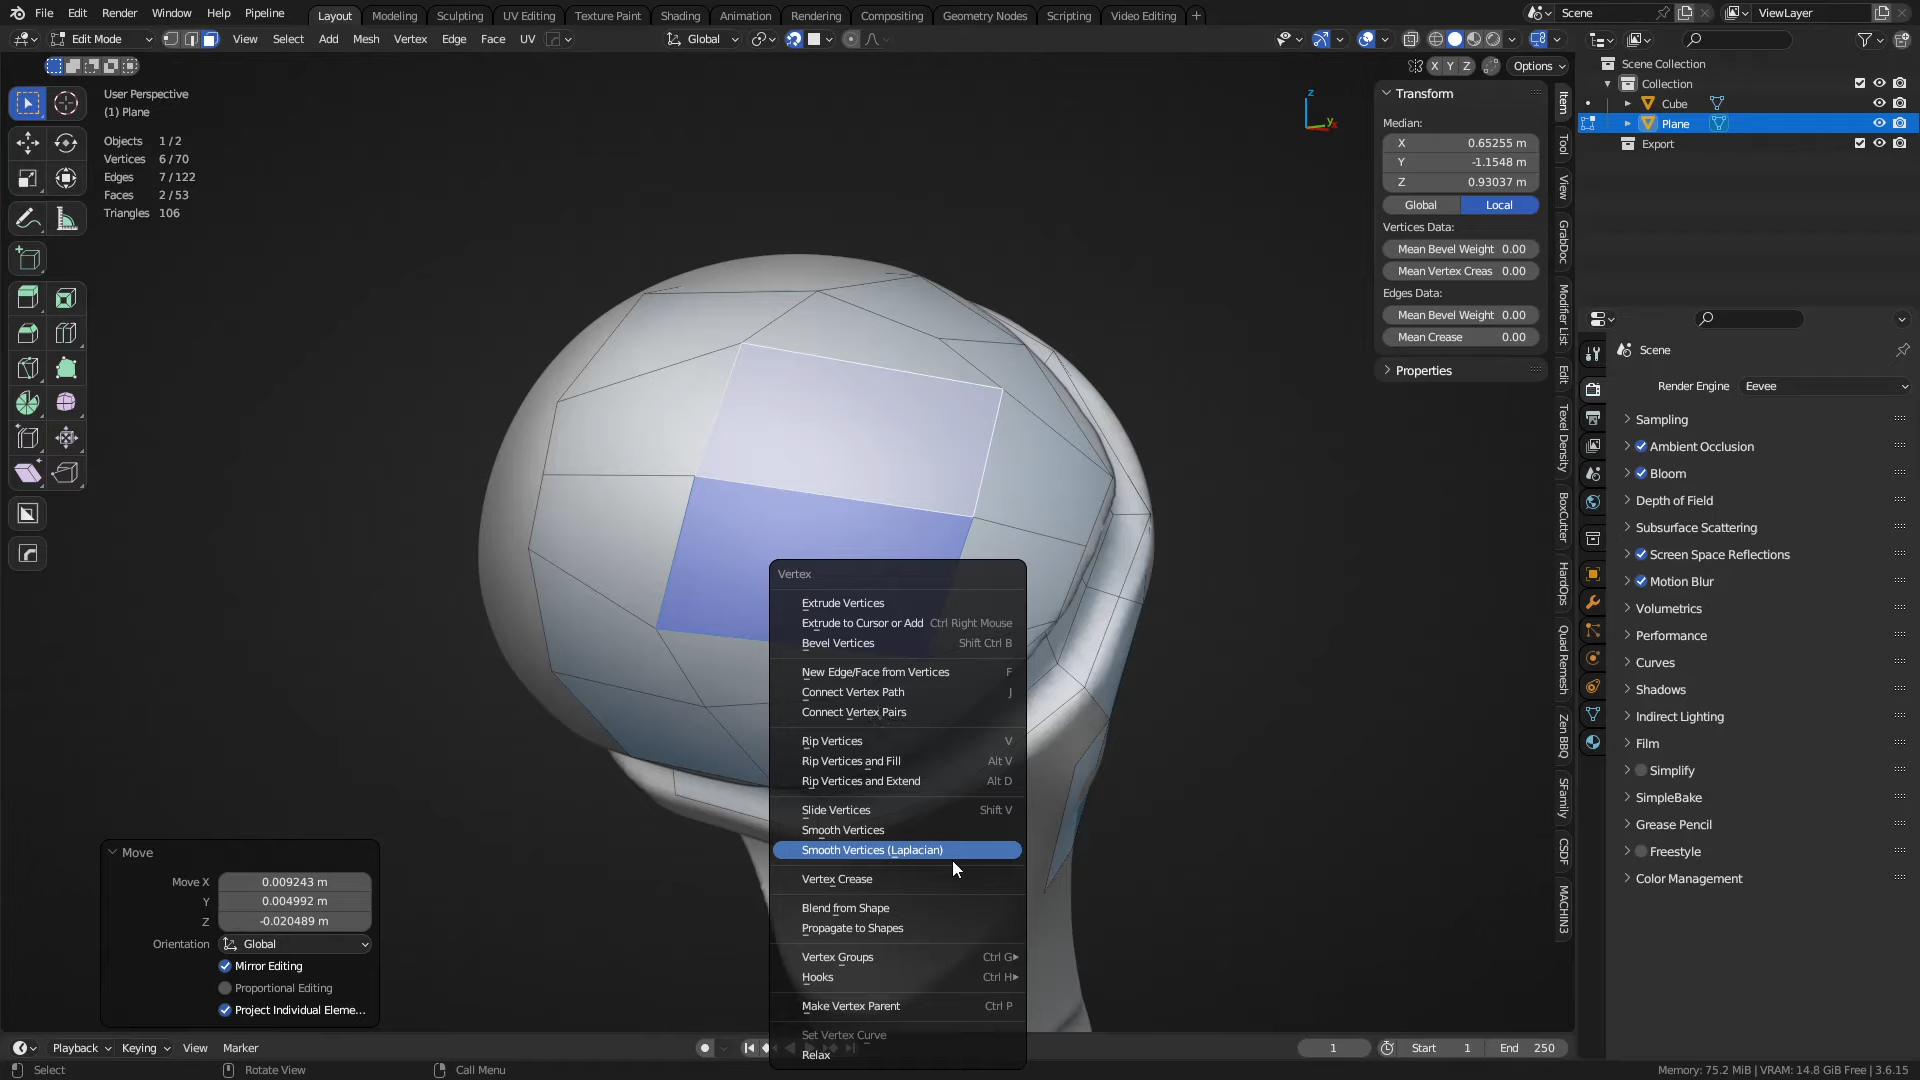 File Edit Render Window Help Pipeline
Layout Modeling Sculpting UV Editing Texture Paint Shading Animation Rendering Compositing Geometry Nodes Scripting Video Editing +
Scene
ViewLayer
Edit Mode View Select Add Mesh Vertex Edge Face UV
Global
X Y Z Options
User Perspective
(1) Plane
Objects 1/2
Vertices 6/70
Edges 7/122
Faces 2/53
Triangles 106
z
y
x
Transform
Median:
X 0.65255 m
Y -1.1548 m
Z 0.93037 m
Global Local
Vertices Data:
Mean Bevel Weight 0.00
Mean Vertex Creas 0.00
Edges Data:
Mean Bevel Weight 0.00
Mean Crease 0.00
Properties
Item
Tool
View
GrabDoc
Modifier List
Edit
Texel Density
BoxCutter
HardOps
Quad Remesh
Zen BBQ
SFamily
CSDF
MACHIN3
Scene Collection
Collection
Cube
Plane
Export
Scene
Render Engine Eevee
Sampling
Ambient Occlusion
Bloom
Depth of Field
Subsurface Scattering
Screen Space Reflections
Motion Blur
Volumetrics
Performance
Curves
Shadows
Indirect Lighting
Film
Simplify
SimpleBake
Grease Pencil
Freestyle
Color Management
Vertex
Extrude Vertices
Extrude to Cursor or Add Ctrl Right Mouse
Bevel Vertices Shift Ctrl B
New Edge/Face from Vertices F
Connect Vertex Path J
Connect Vertex Pairs
Rip Vertices V
Rip Vertices and Fill Alt V
Rip Vertices and Extend Alt D
Slide Vertices Shift V
Smooth Vertices
Smooth Vertices (Laplacian)
Vertex Crease
Blend from Shape
Propagate to Shapes
Vertex Groups Ctrl G
Hooks Ctrl H
Make Vertex Parent Ctrl P
Set Vertex Curve
Relax
Move
Move X 0.009243 m
Y 0.004992 m
Z -0.020489 m
Orientation Global
Mirror Editing
Proportional Editing
Project Individual Eleme...
Playback Keying View Marker
1 Start 1 End 250
Select Rotate View Call Menu
Memory: 75.2 MiB | VRAM: 14.8 GiB Free | 3.6.15